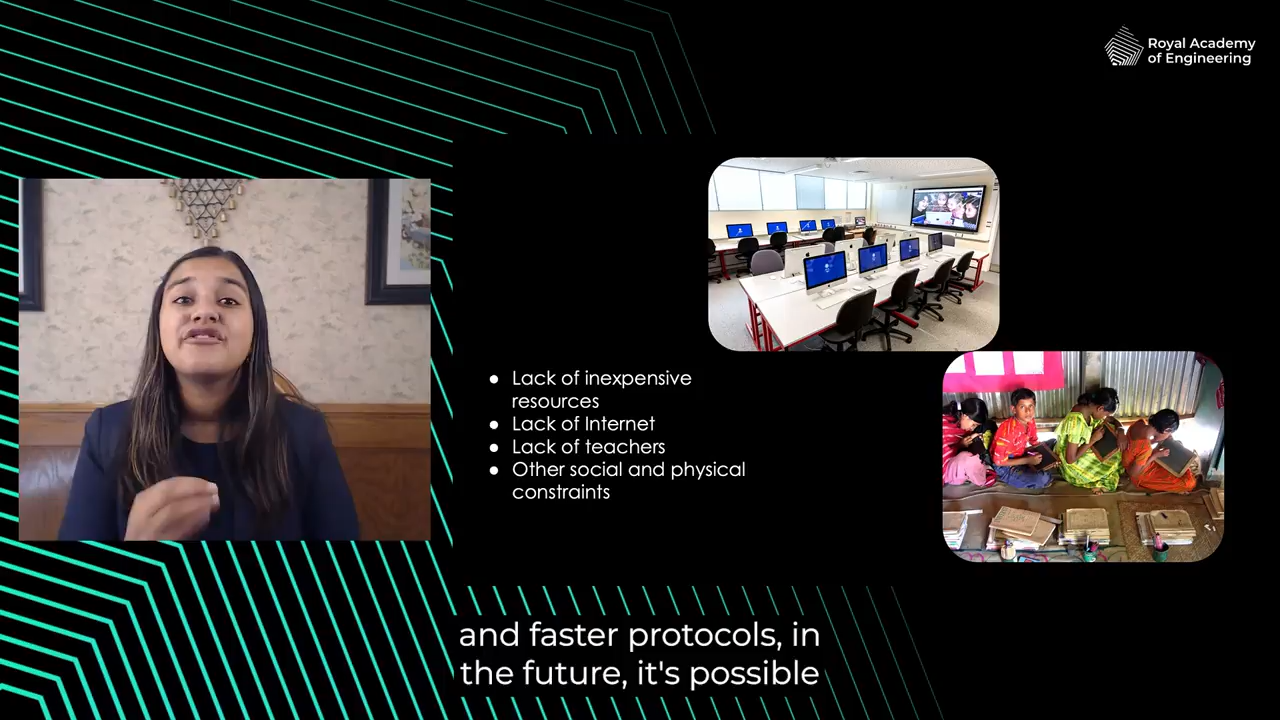 Royal Academy
of Engineering
● Lack of inexpensive
resources
● Lack of Internet
● Lack of teachers
● Other social and physical
constraints
and faster protocols, in
the future, it's possible